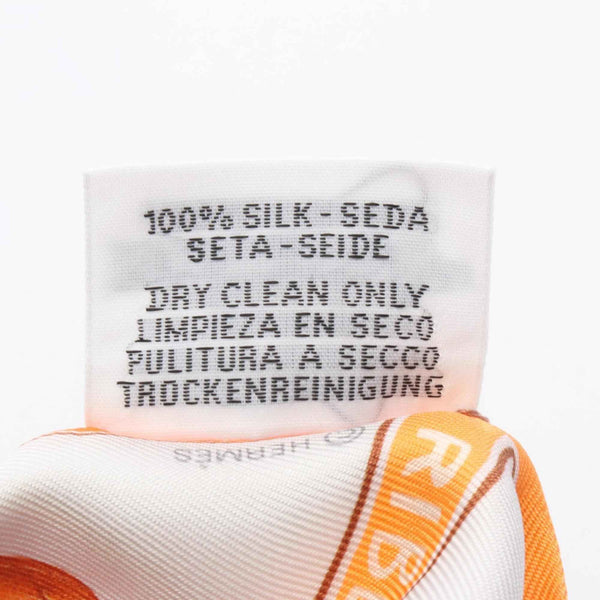 100% SILK - SEDA
SETA - SEIDE
DRY CLEAN ONLY
LIMPIEZA EN SECO
PULITURA A SECCO
TROCKENREINIGUNG
© HERMÈS